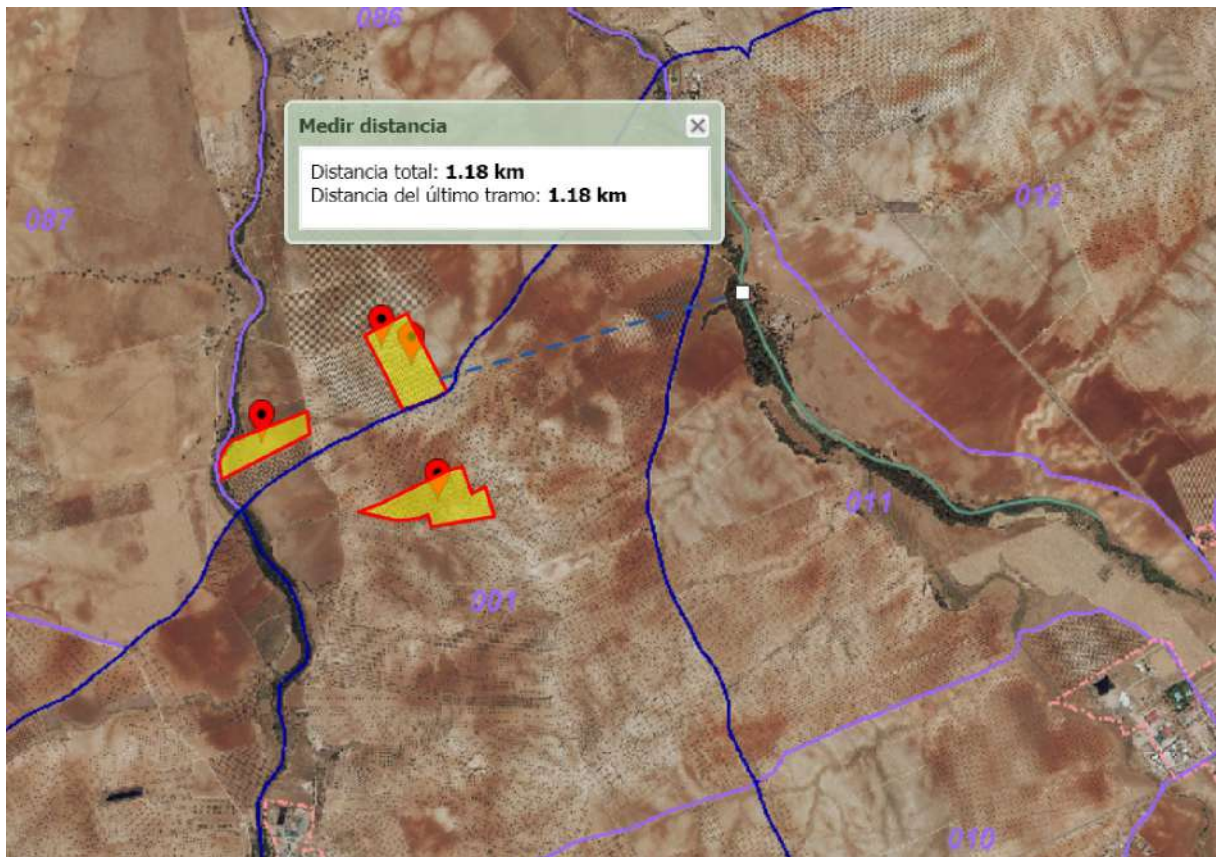 086
Medir distancia
Distancia total: 1.18 km
Distancia del último tramo: 1.18 km
012
087
011
001
010